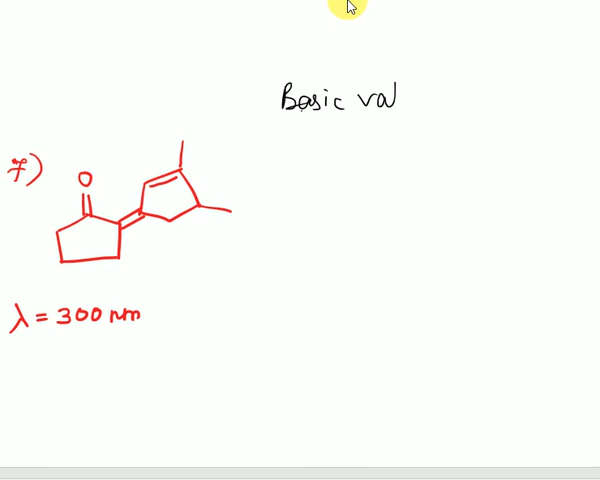 Basic val
7)
O
λ = 300 nm